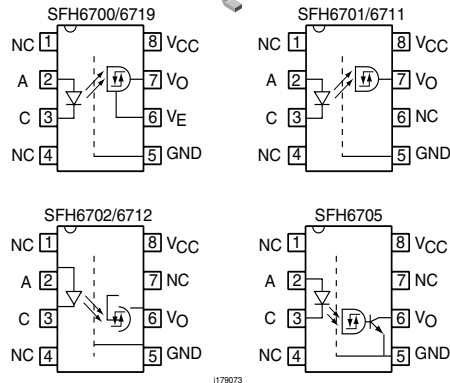 SFH6700/6719
NC 1 8 VCC
A 2 7 VO
C 3 6 VE
NC 4 5 GND
SFH6701/6711
NC 1 8 VCC
A 2 7 VO
C 3 6 NC
NC 4 5 GND
SFH6702/6712
NC 1 8 VCC
A 2 7 NC
C 3 6 VO
NC 4 5 GND
SFH6705
NC 1 8 VCC
A 2 7 NC
C 3 6 VO
NC 4 5 GND
i179073